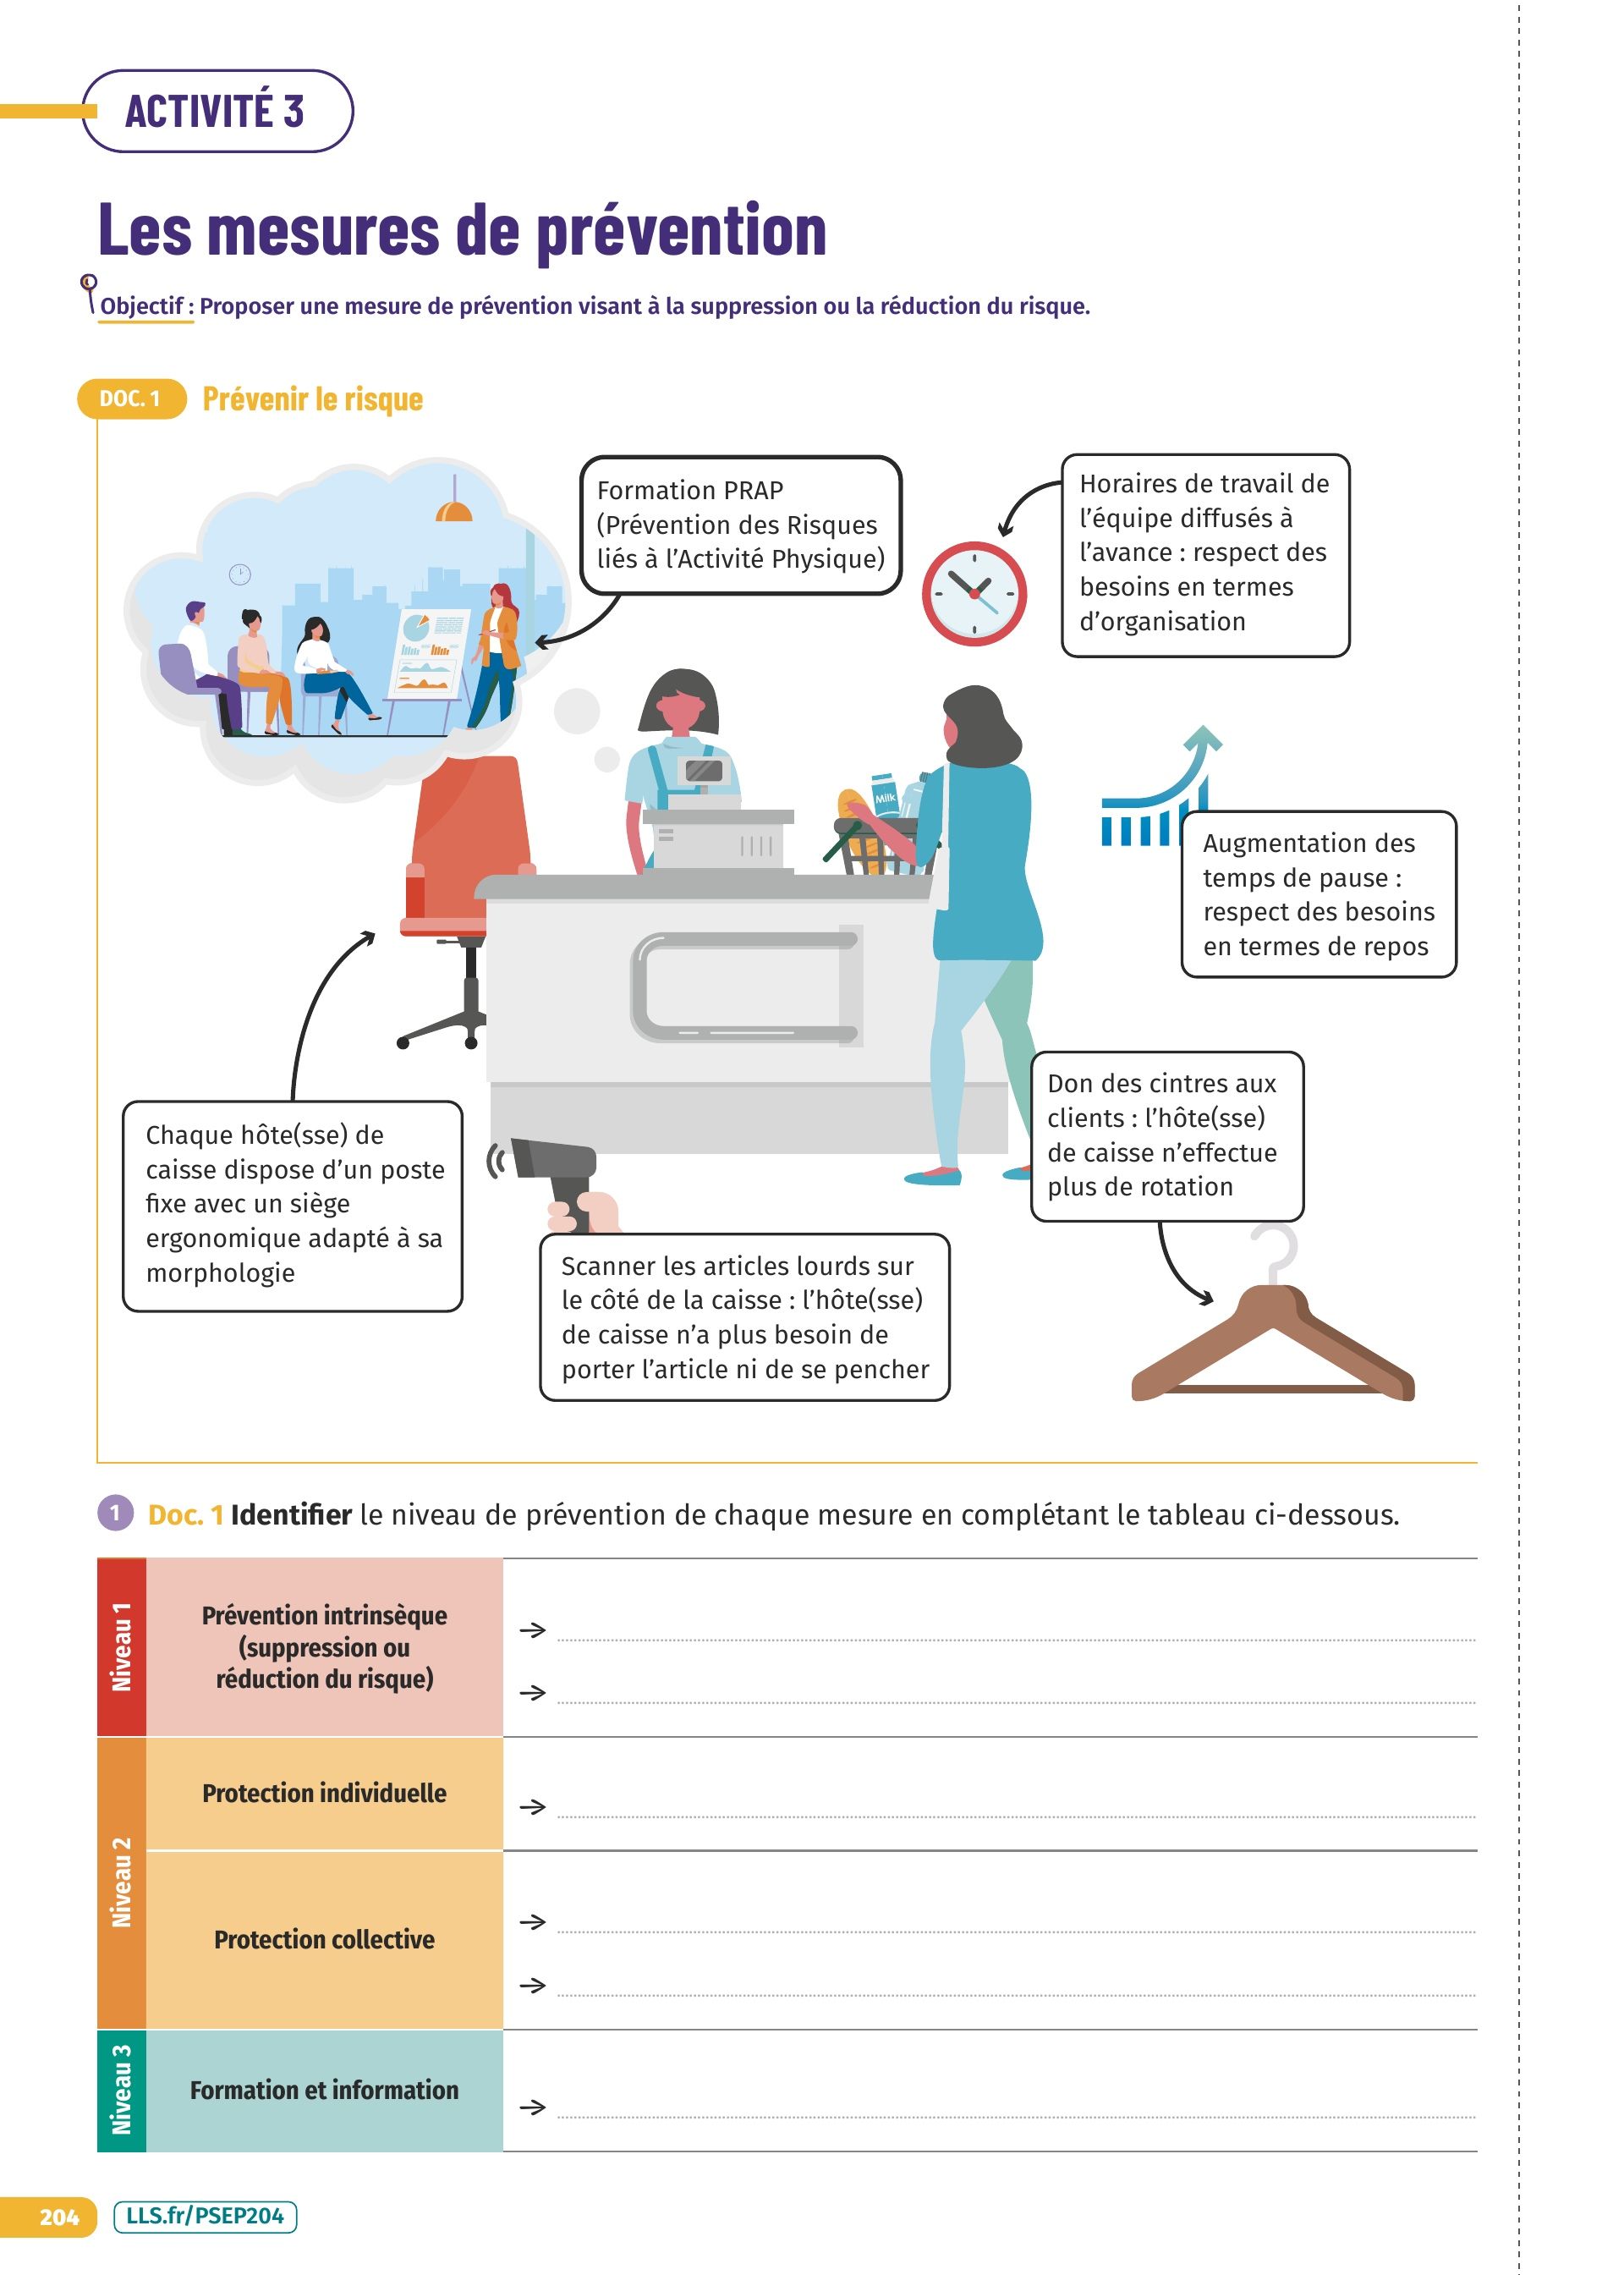 ACTIVITÉ 3
Les mesures de prévention
Objectif : Proposer une mesure de prévention visant à la suppression ou la réduction du risque.
DOC. 1 Prévenir le risque
Formation PRAP
(Prévention des Risques
liés à l'Activité Physique)
Horaires de travail de
l'équipe diffusés à
l'avance : respect des
besoins en termes
d'organisation
Milk
Augmentation des
temps de pause :
respect des besoins
en termes de repos
Chaque hôte(sse) de
caisse dispose d'un poste
fixe avec un siège
ergonomique adapté à sa
morphologie
Don des cintres aux
clients : l'hôte(sse)
de caisse n'effectue
plus de rotation
Scanner les articles lourds sur
le côté de la caisse : l'hôte(sse)
de caisse n'a plus besoin de
porter l'article ni de se pencher
1 Doc. 1 Identifier le niveau de prévention de chaque mesure en complétant le tableau ci-dessous.
Niveau 1
Prévention intrinsèque
(suppression ou
réduction du risque)
Niveau 2
Protection individuelle
Protection collective
Niveau 3
Formation et information
204 LLS.fr/PSEP204